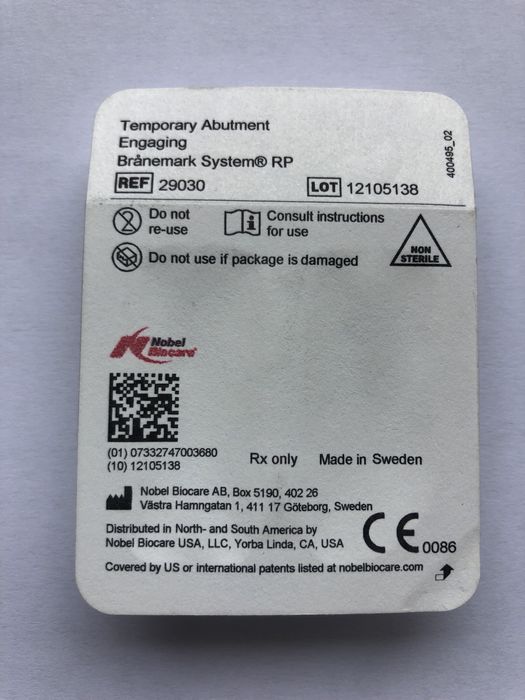 Temporary Abutment
Engaging
Brånemark System® RP
REF 29030
LOT 12105138
400495_02
Do not
re-use
Consult instructions
for use
NON
STERILE
Do not use if package is damaged
Nobel
Biocare®
(01) 07332747003680
(10) 12105138
Rx only
Made in Sweden
Nobel Biocare AB, Box 5190, 402 26
Västra Hamngatan 1, 411 17 Göteborg, Sweden
Distributed in North- and South America by
Nobel Biocare USA, LLC, Yorba Linda, CA, USA
CE 0086
Covered by US or international patents listed at nobelbiocare.com